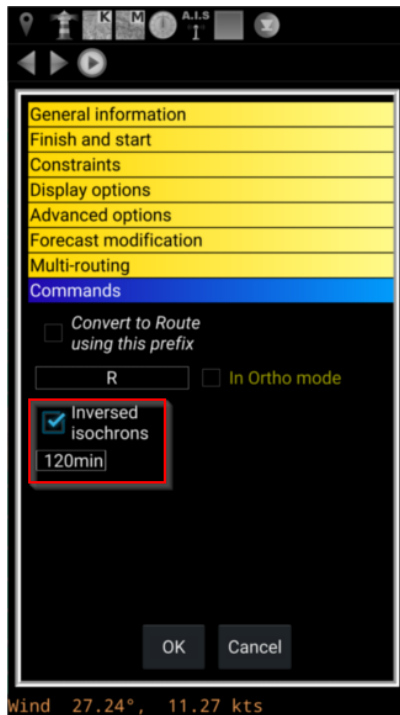 K M A.I.S
General information
Finish and start
Constraints
Display options
Advanced options
Forecast modification
Multi-routing
Commands
Convert to Route
using this prefix
R In Ortho mode
Inversed
isochrons
120min
OK Cancel
Wind 27.24°, 11.27 kts